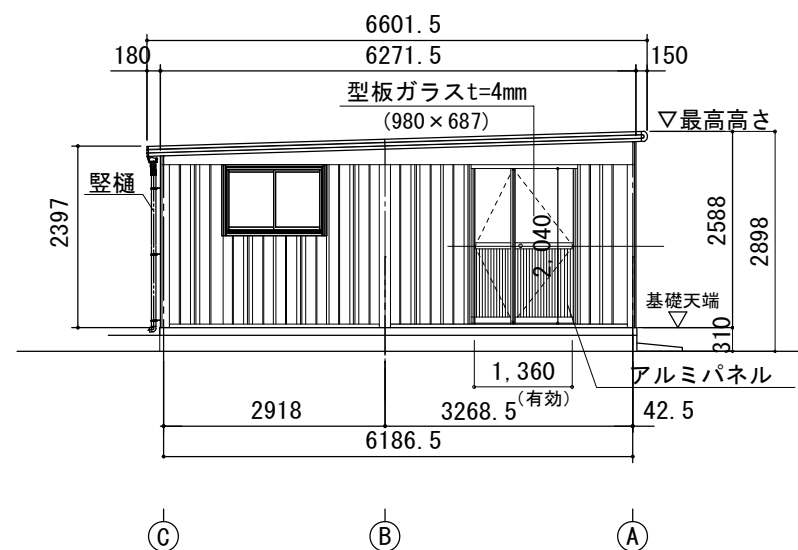 6601.5
180
6271.5
150
型板ガラスt=4mm
(980×687)
▽最高高さ
竪樋
2397
2,040
2588
2898
基礎天端
310
1,360
(有効)
アルミパネル
2918
3268.5
42.5
6186.5
C
B
A